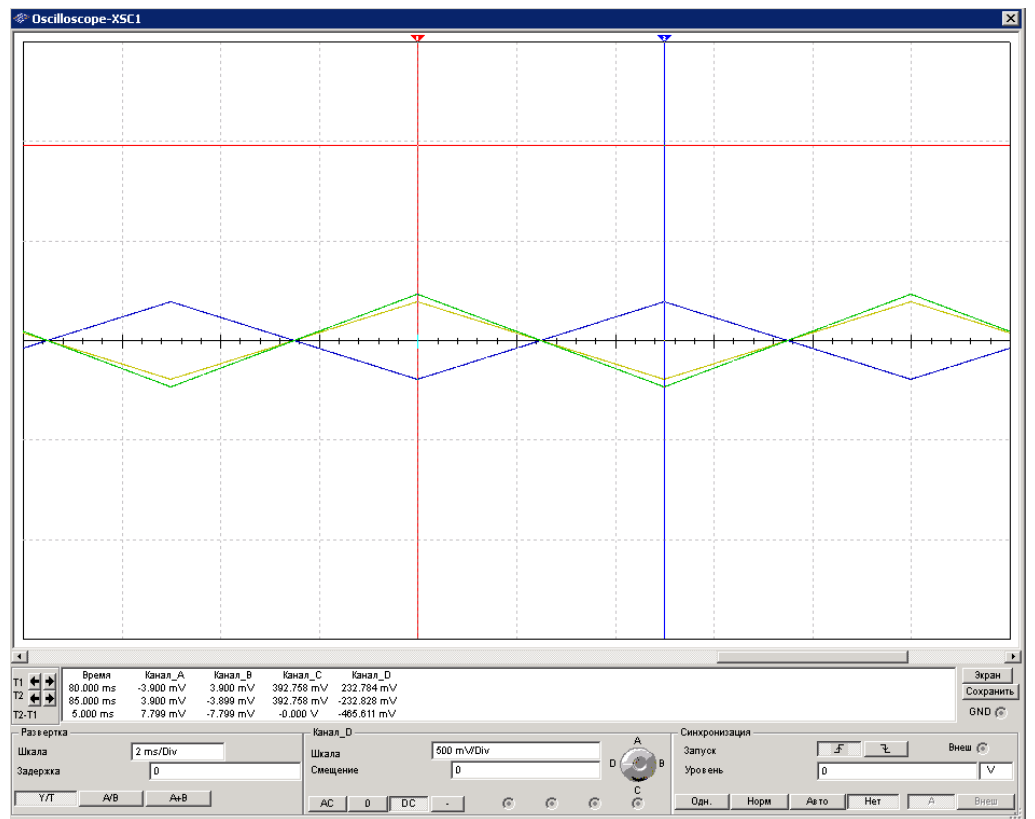 Oscilloscope-XSC1
1
2
Время Канал_A Канал_B Канал_C Канал_D
T1 80.000 ms -3.900 mV 3.900 mV 392.758 mV 232.784 mV
T2 85.000 ms 3.900 mV -3.899 mV 392.758 mV -232.828 mV
T2-T1 5.000 ms 7.799 mV -7.799 mV -0.000 V -465.611 mV
Экран
Сохранить
GND
Развертка
Шкала 2 ms/Div
Задержка 0
Y/T A/B A+B
Канал_D
Шкала 500 mV/Div
Смещение 0
A
D B
C
AC 0 DC -
Синхронизация
Запуск Внеш
Уровень 0 V
Одн. Норм Авто Нет A Внеш